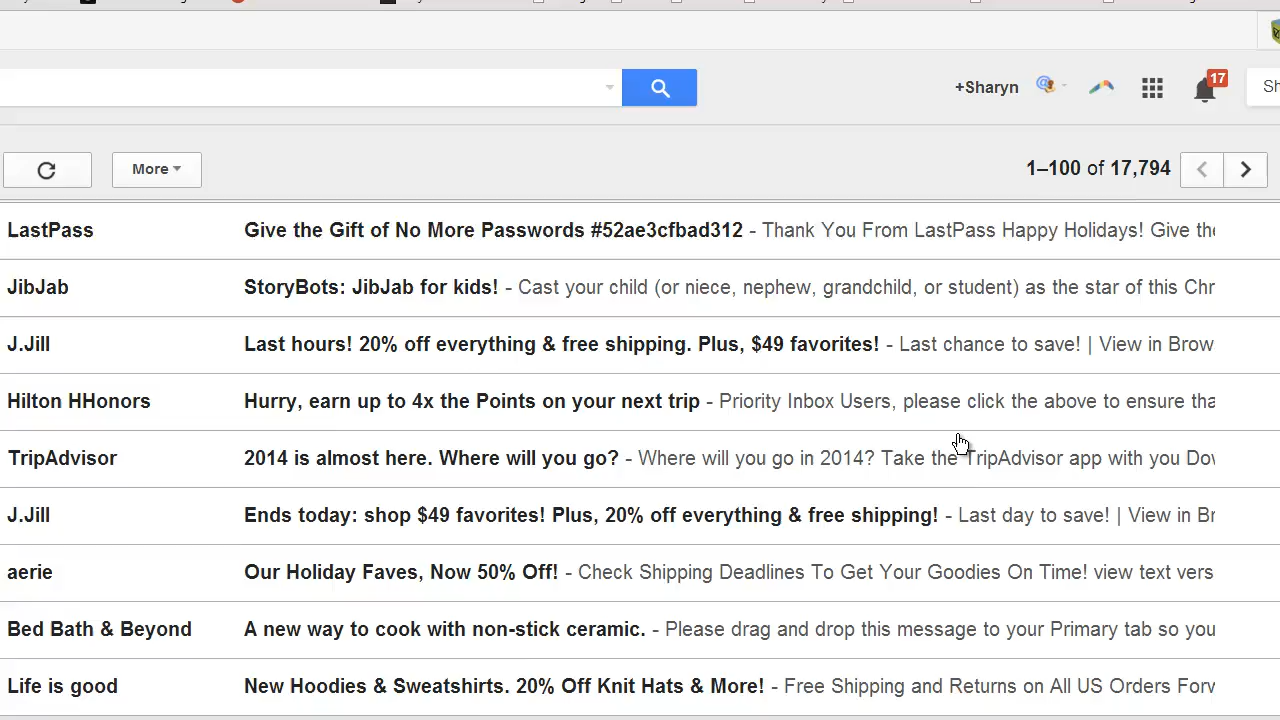 +Sharyn
17
Sh
More
1–100 of 17,794
LastPass Give the Gift of No More Passwords #52ae3cfbad312 - Thank You From LastPass Happy Holidays! Give the
JibJab StoryBots: JibJab for kids! - Cast your child (or niece, nephew, grandchild, or student) as the star of this Chr
J.Jill Last hours! 20% off everything & free shipping. Plus, $49 favorites! - Last chance to save! | View in Brow
Hilton HHonors Hurry, earn up to 4x the Points on your next trip - Priority Inbox Users, please click the above to ensure tha
TripAdvisor 2014 is almost here. Where will you go? - Where will you go in 2014? Take the TripAdvisor app with you Dow
J.Jill Ends today: shop $49 favorites! Plus, 20% off everything & free shipping! - Last day to save! | View in Br
aerie Our Holiday Faves, Now 50% Off! - Check Shipping Deadlines To Get Your Goodies On Time! view text vers
Bed Bath & Beyond A new way to cook with non-stick ceramic. - Please drag and drop this message to your Primary tab so you
Life is good New Hoodies & Sweatshirts. 20% Off Knit Hats & More! - Free Shipping and Returns on All US Orders Forv